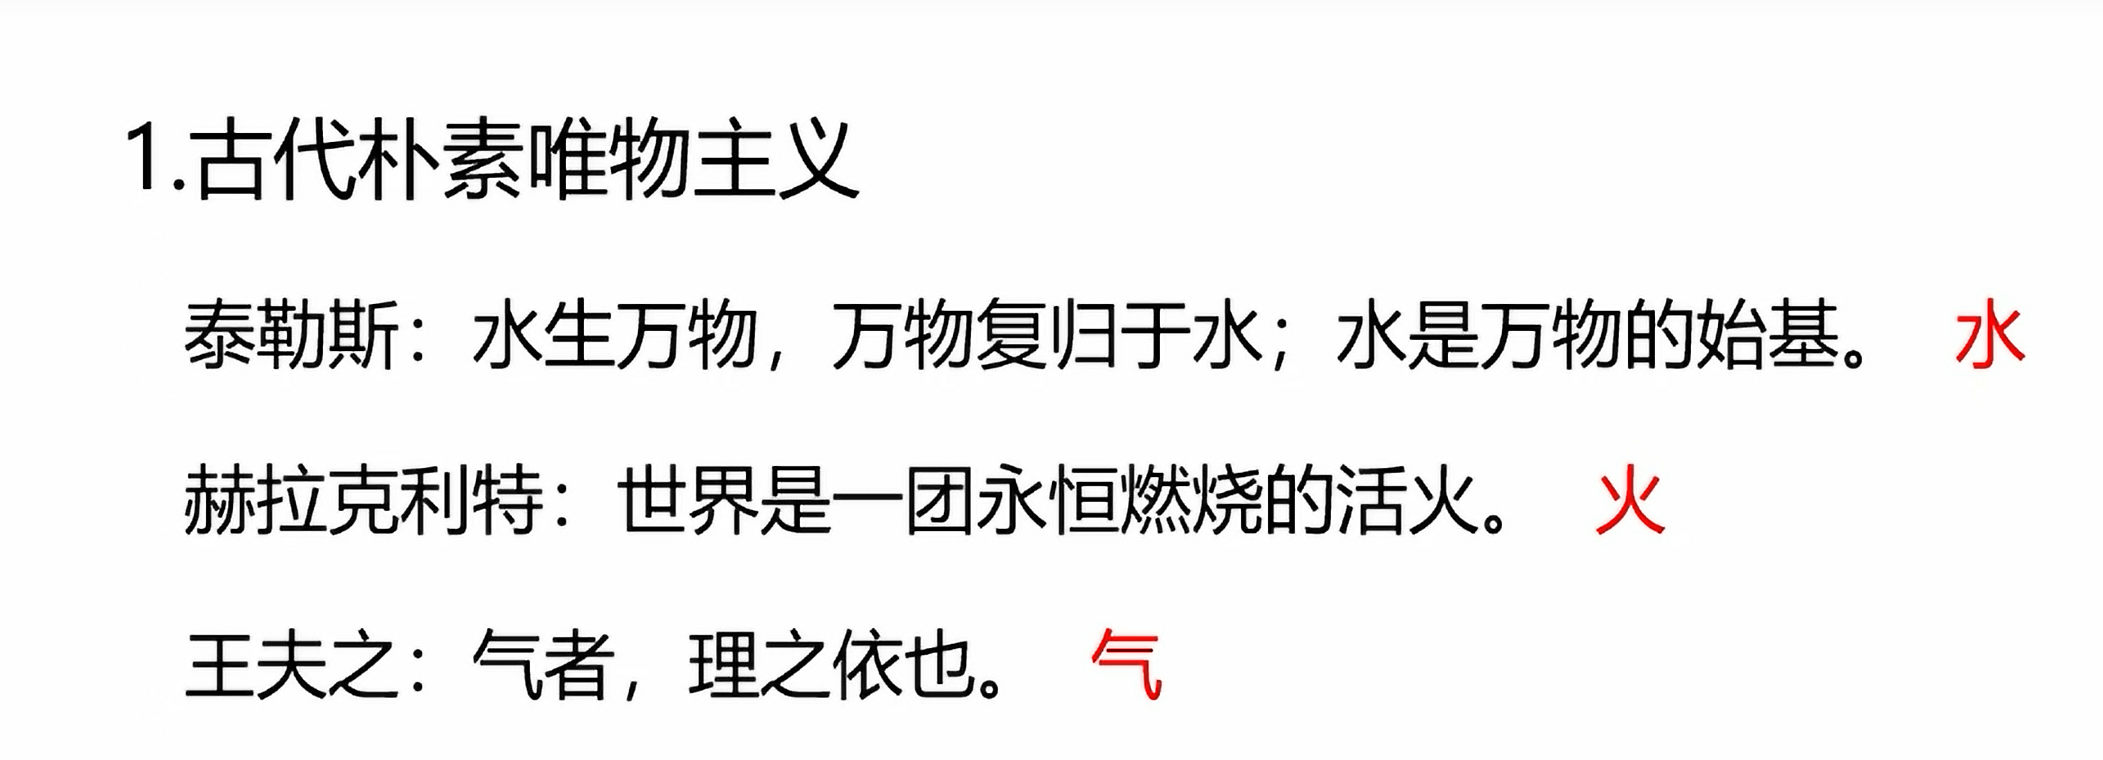 1.古代朴素唯物主义
泰勒斯：水生万物，万物复归于水；水是万物的始基。 水
赫拉克利特：世界是一团永恒燃烧的活火。 火
王夫之：气者，理之依也。 气